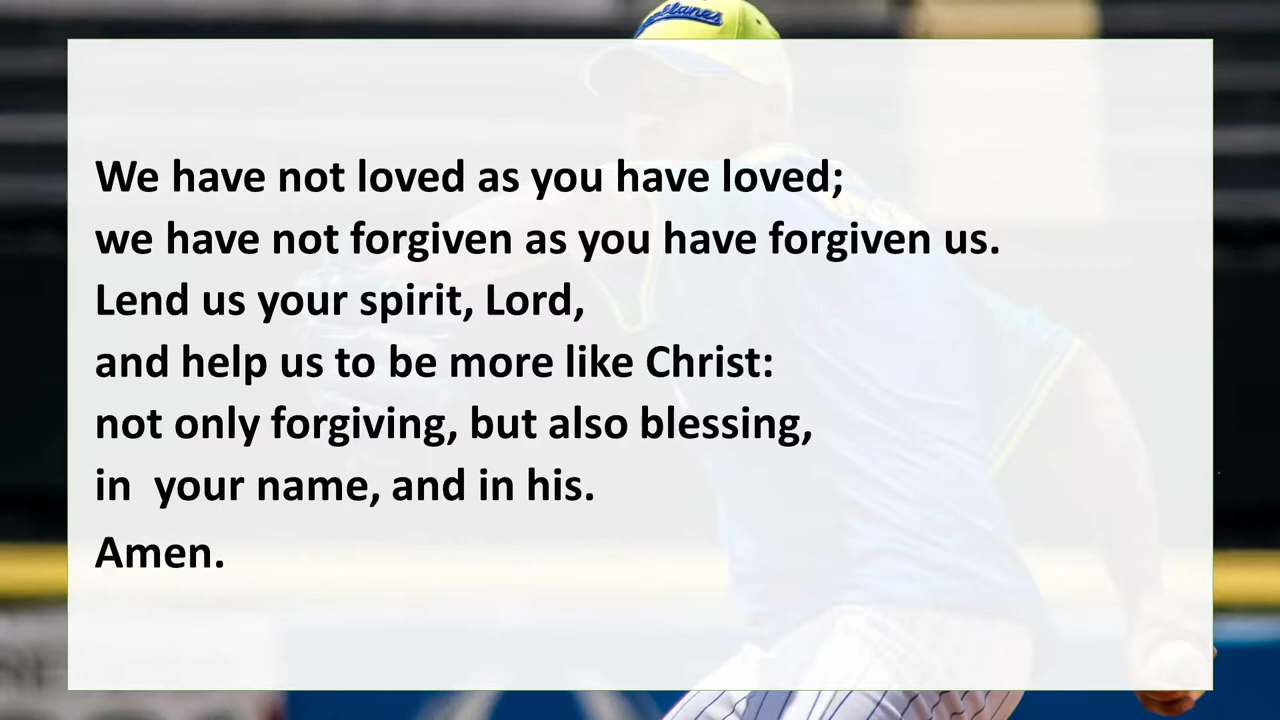 We have not loved as you have loved;
we have not forgiven as you have forgiven us.
Lend us your spirit, Lord,
and help us to be more like Christ:
not only forgiving, but also blessing,
in  your name, and in his.
Amen.